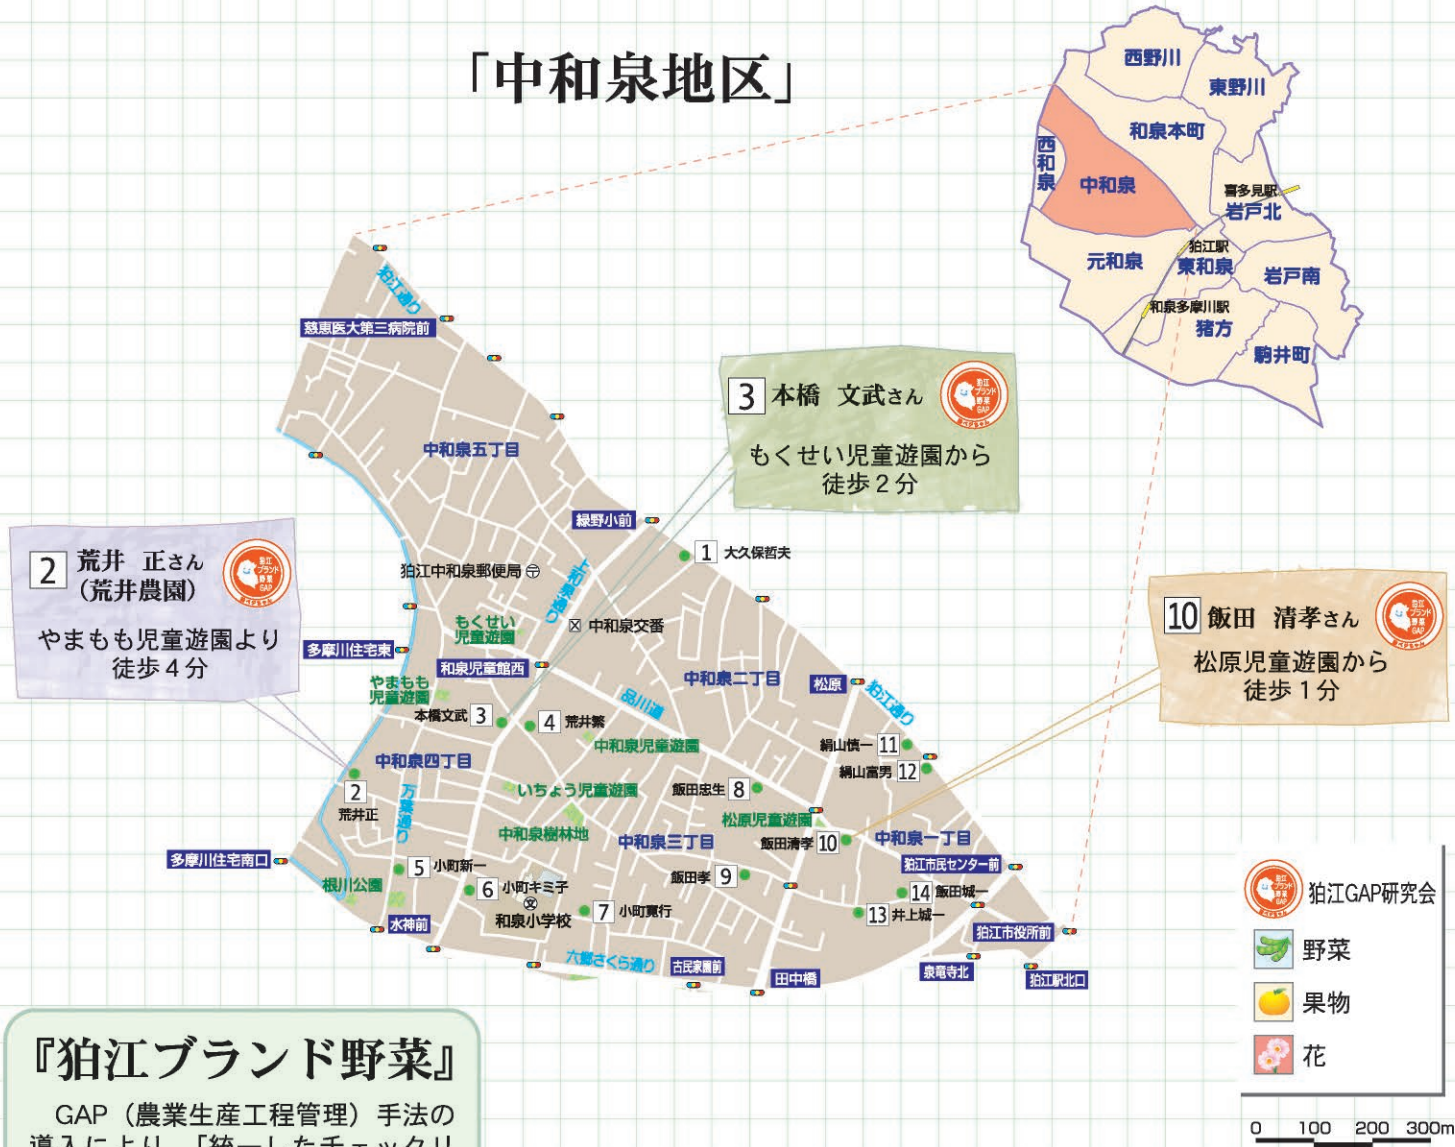 「中和泉地区」
西野川
東野川
和泉本町
西和泉
中和泉
喜多見駅
岩戸北
狛江駅
元和泉
東和泉
岩戸南
和泉多摩川駅
猪方
駒井町
狛江通り
慈恵医大第三病院前
3 本橋 文武さん
もくせい児童遊園から
徒歩2分
中和泉五丁目
緑野小前
1 大久保哲夫
2 荒井 正さん
(荒井農園)
やまもも児童遊園より
徒歩4分
狛江中和泉郵便局
上和泉通り
もくせい
児童遊園
中和泉交番
10 飯田 清孝さん
松原児童遊園から
徒歩1分
多摩川住宅東
和泉児童館西
やまもも
児童遊園
中和泉二丁目
松原
狛江通り
品川道
本橋文武 3
4 荒井繁
中和泉児童遊園
絹山慎一 11
絹山富男 12
中和泉四丁目
2
荒井正
万葉通り
いちょう児童遊園
飯田忠生 8
松原児童遊園
中和泉樹林地
中和泉三丁目
飯田清孝 10
中和泉一丁目
多摩川住宅南口
5 小町新一
狛江市民センター前
根川公園
6 小町キミ子
飯田孝 9
14 飯田城一
和泉小学校
7 小町寛行
13 井上城一
水神前
狛江市役所前
六郷さくら通り
古民家園前
田中橋
泉竜寺北
狛江駅北口
狛江GAP研究会
野菜
果物
花
0 100 200 300m
『狛江ブランド野菜』
GAP(農業生産工程管理)手法の
導入により、「統一したチェックリ